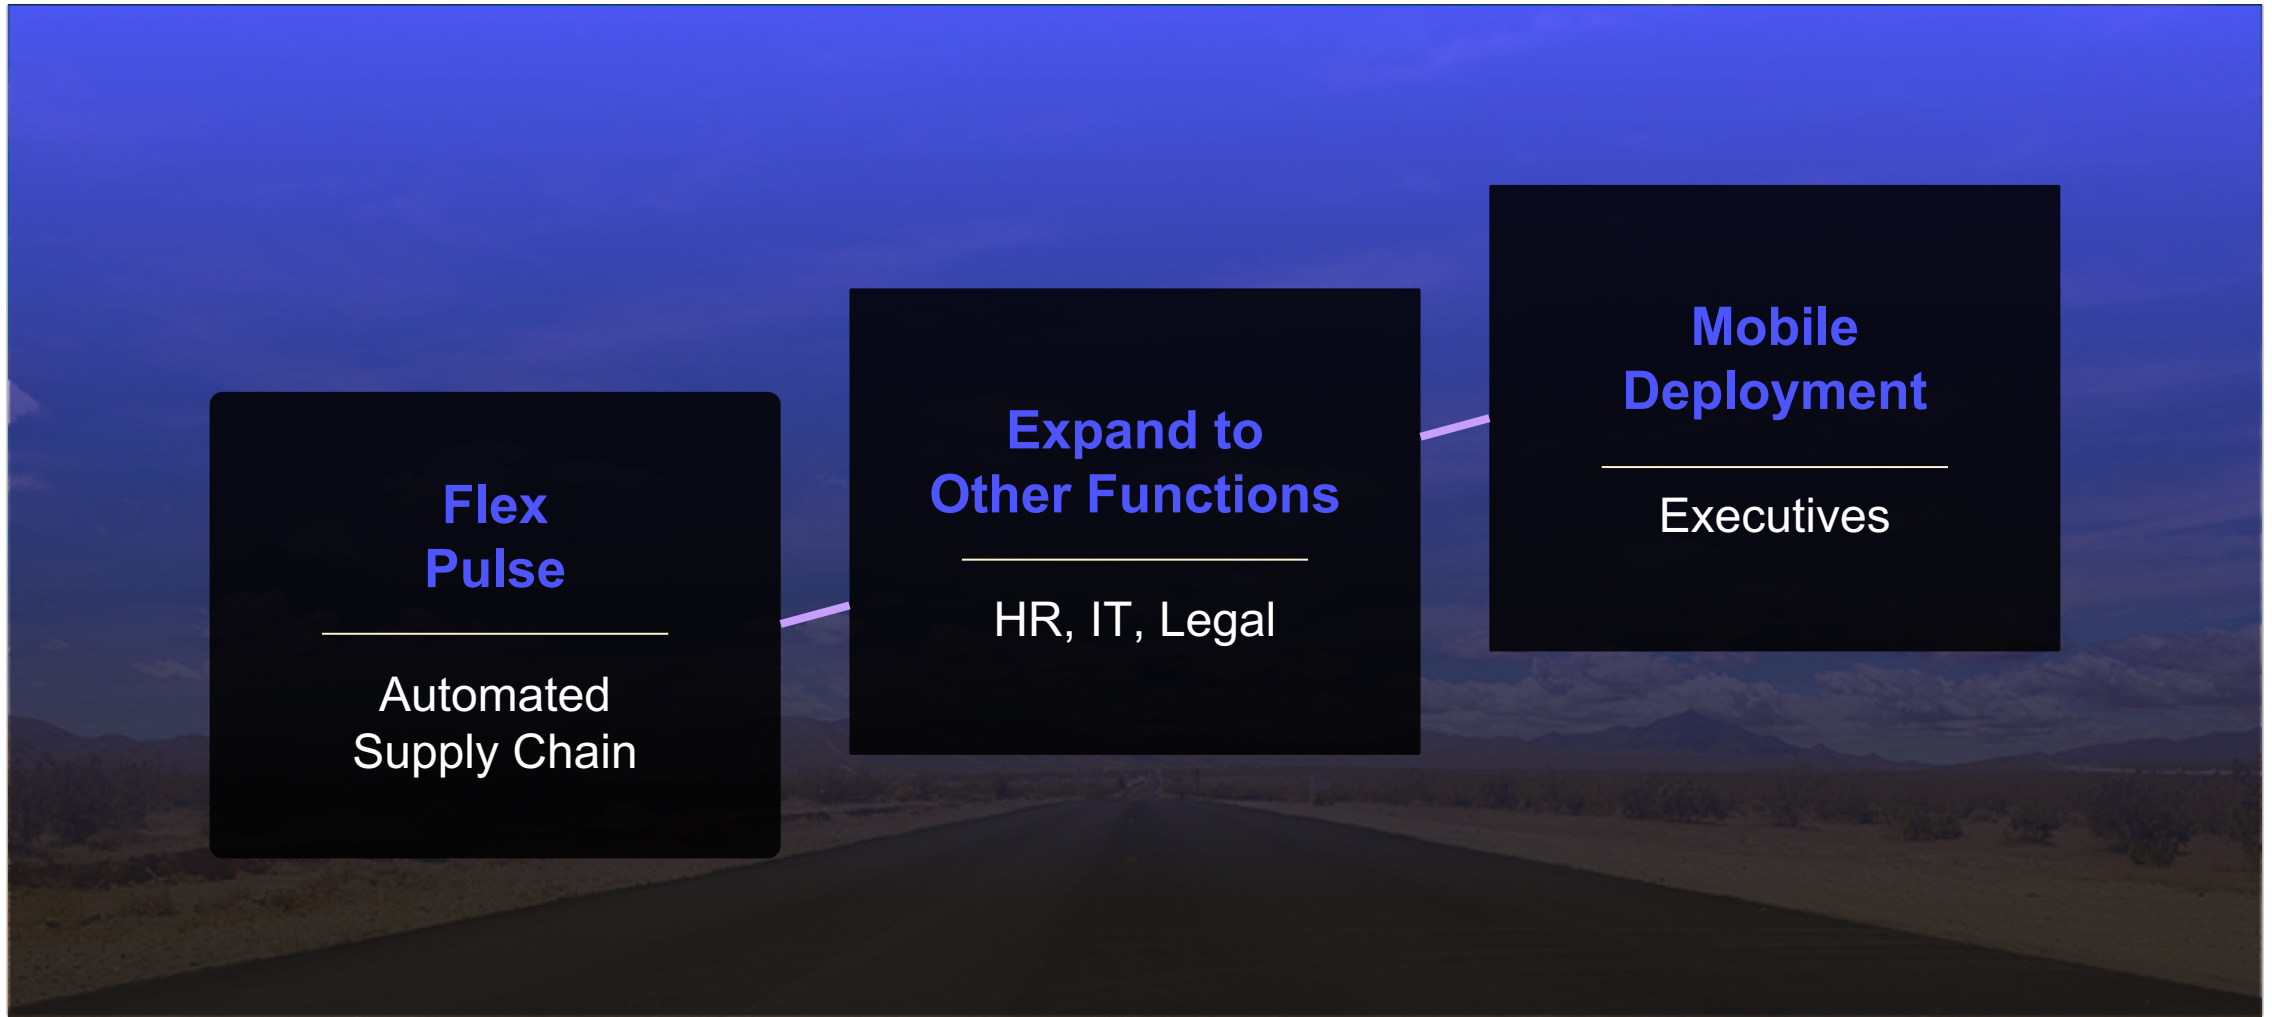 Flex
Pulse
Automated
Supply Chain
Expand to
Other Functions
HR, IT, Legal
Mobile
Deployment
Executives